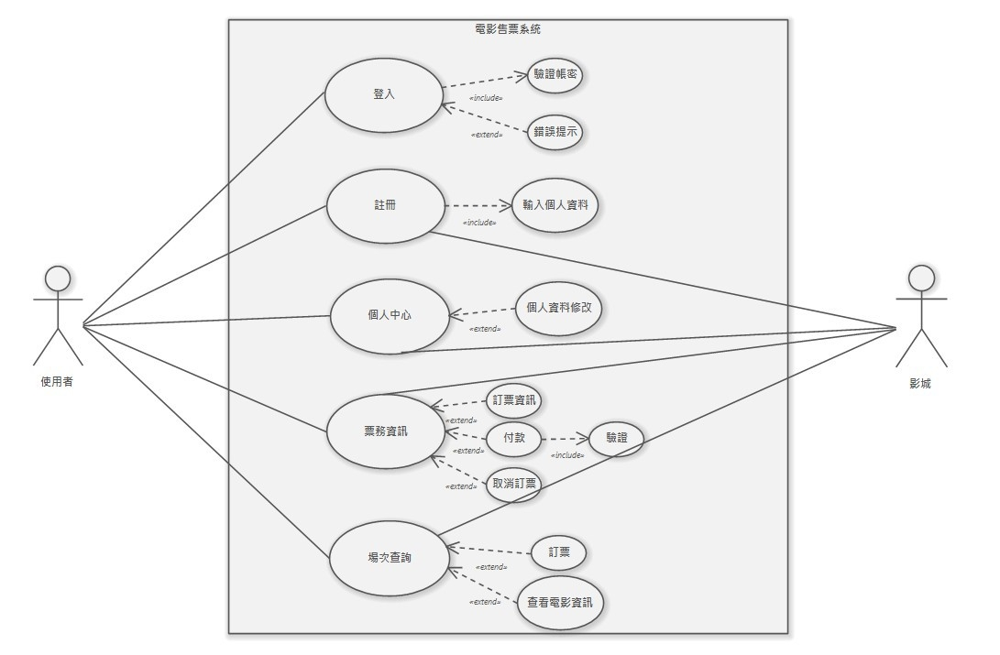 電影售票系統
登入
驗證帳密
«include»
錯誤提示
«extend»
註冊
輸入個人資料
«include»
個人中心
個人資料修改
«extend»
使用者
影城
票務資訊
訂票資訊
«extend»
付款
驗證
«extend»
«include»
取消訂票
«extend»
場次查詢
訂票
«extend»
查看電影資訊
«extend»